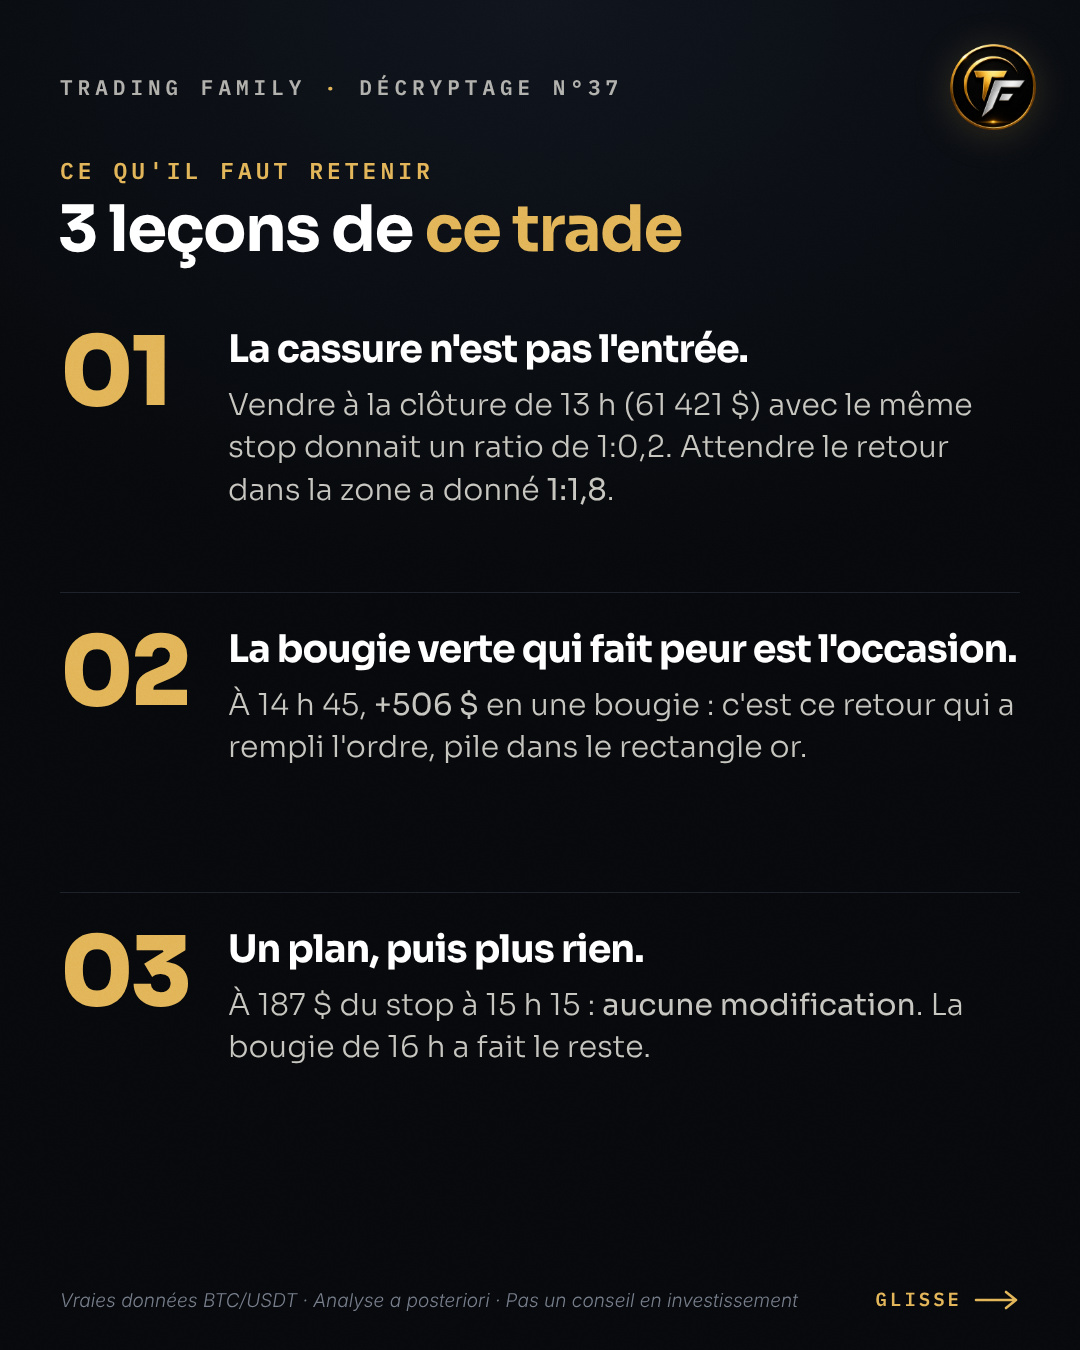 TRADING FAMILY · DÉCRYPTAGE N°37
TF
CE QU'IL FAUT RETENIR
3 leçons de ce trade
01
La cassure n'est pas l'entrée.
Vendre à la clôture de 13 h (61 421 $) avec le même
stop donnait un ratio de 1:0,2. Attendre le retour
dans la zone a donné 1:1,8.
02
La bougie verte qui fait peur est l'occasion.
À 14 h 45, +506 $ en une bougie : c'est ce retour qui a
rempli l'ordre, pile dans le rectangle or.
03
Un plan, puis plus rien.
À 187 $ du stop à 15 h 15 : aucune modification. La
bougie de 16 h a fait le reste.
Vraies données BTC/USDT · Analyse a posteriori · Pas un conseil en investissement
GLISSE